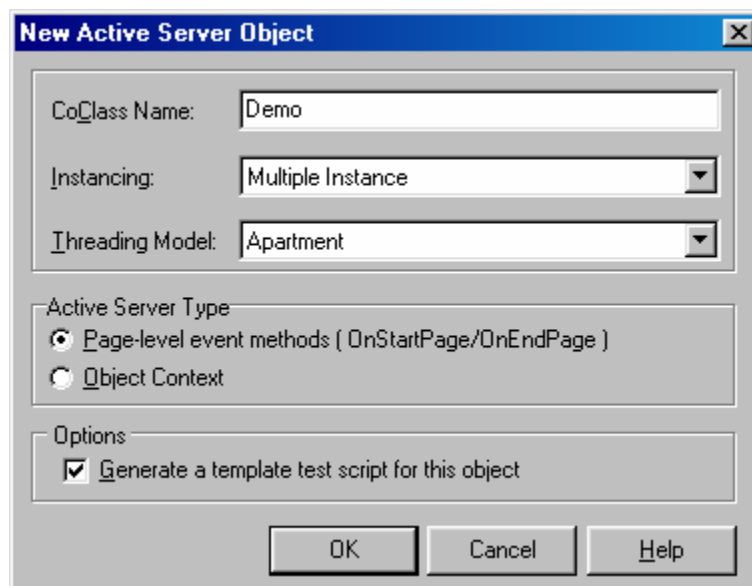 New Active Server Object
CoClass Name: Demo
Instancing: Multiple Instance
Threading Model: Apartment
Active Server Type
Page-level event methods ( OnStartPage/OnEndPage )
Object Context
Options
Generate a template test script for this object
OK Cancel Help